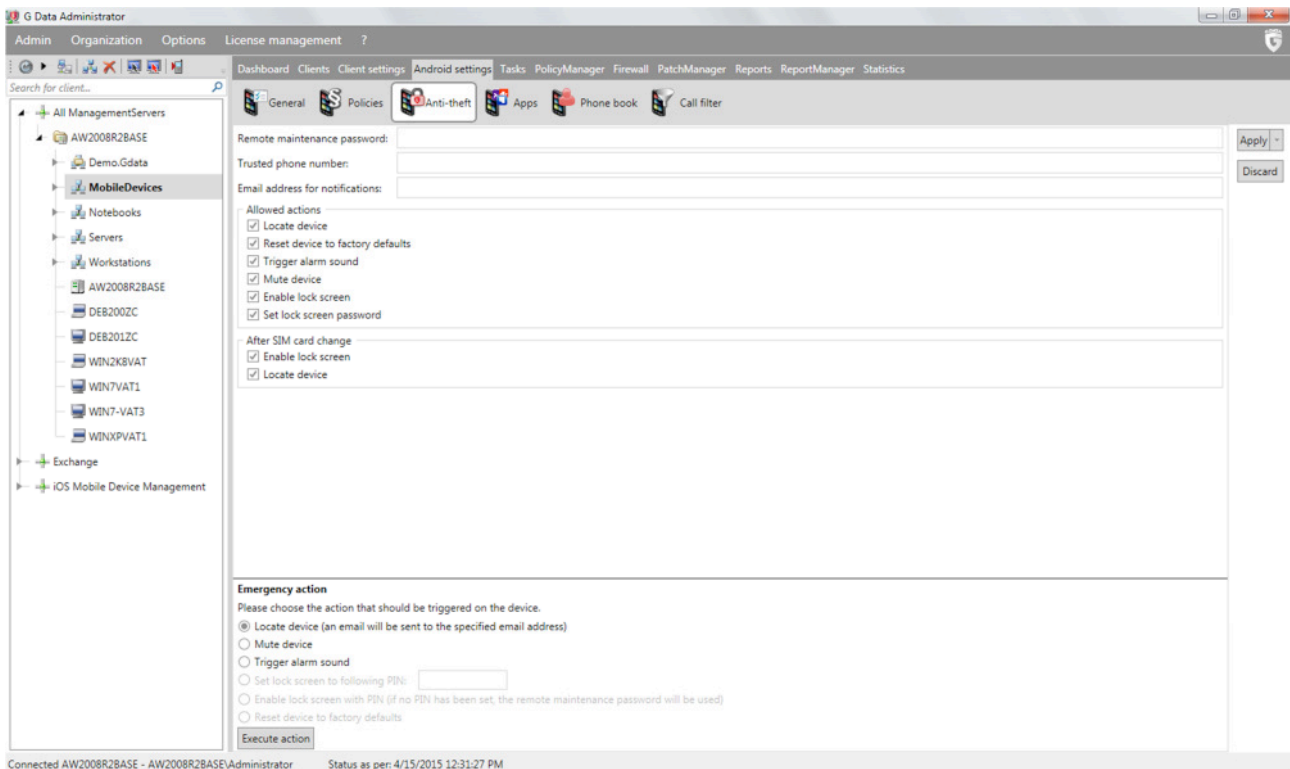 G Data Administrator
Admin Organization Options License management ?
Dashboard Clients Client settings Android settings Tasks PolicyManager Firewall PatchManager Reports ReportManager Statistics
Search for client...
General Policies Anti-theft Apps Phone book Call filter
All ManagementServers
AW2008R2BASE
Demo.Gdata
MobileDevices
Notebooks
Servers
Workstations
AW2008R2BASE
DEB200ZC
DEB201ZC
WIN2K8VAT
WIN7VAT1
WIN7-VAT3
WINXPVAT1
Exchange
iOS Mobile Device Management
Remote maintenance password:
Trusted phone number:
Email address for notifications:
Allowed actions
Locate device
Reset device to factory defaults
Trigger alarm sound
Mute device
Enable lock screen
Set lock screen password
After SIM card change
Enable lock screen
Locate device
Apply
Discard
Emergency action
Please choose the action that should be triggered on the device.
Locate device (an email will be sent to the specified email address)
Mute device
Trigger alarm sound
Set lock screen to following PIN:
Enable lock screen with PIN (if no PIN has been set, the remote maintenance password will be used)
Reset device to factory defaults
Execute action
Connected AW2008R2BASE - AW2008R2BASE\Administrator Status as per: 4/15/2015 12:31:27 PM